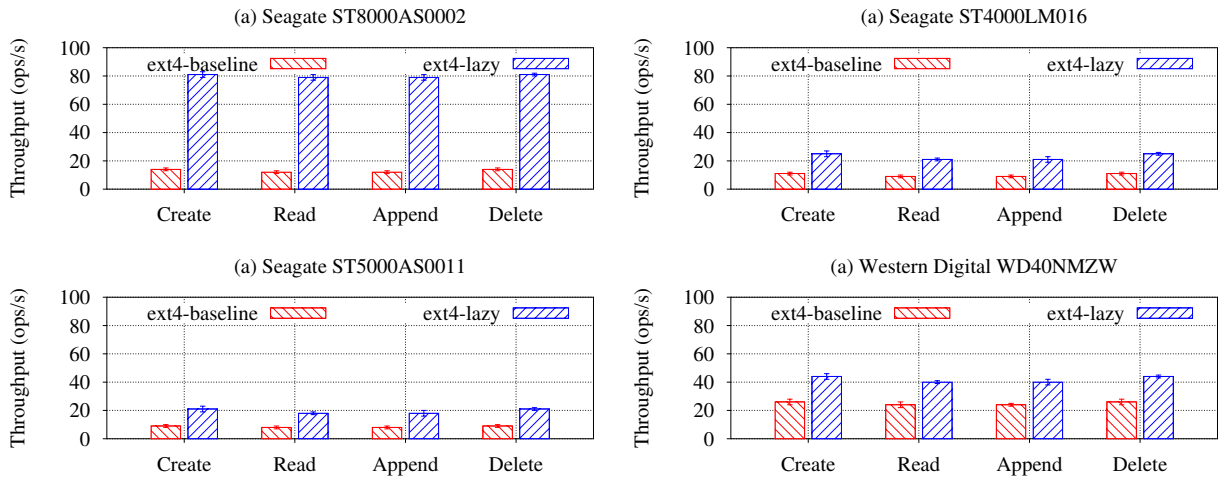 (a) Seagate ST8000AS0002
Throughput (ops/s)
100
80
60
40
20
0
ext4-baseline
ext4-lazy
Create Read Append Delete
(a) Seagate ST4000LM016
Throughput (ops/s)
100
80
60
40
20
0
ext4-baseline
ext4-lazy
Create Read Append Delete
(a) Seagate ST5000AS0011
Throughput (ops/s)
100
80
60
40
20
0
ext4-baseline
ext4-lazy
Create Read Append Delete
(a) Western Digital WD40NMZW
Throughput (ops/s)
100
80
60
40
20
0
ext4-baseline
ext4-lazy
Create Read Append Delete